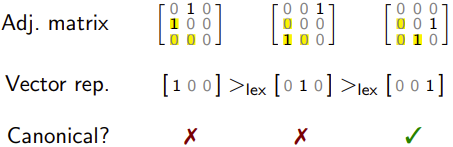 0 1 0 0 0 1 0 0 0
Adj. matrix [ 1 0 0 ] [ 0 0 0 ] [ 0 0 1 ]
0 0 0 1 0 0 0 1 0
Vector rep. [1 0 0] >lex [0 1 0] >lex [0 0 1]
Canonical? ✗ ✗ ✓